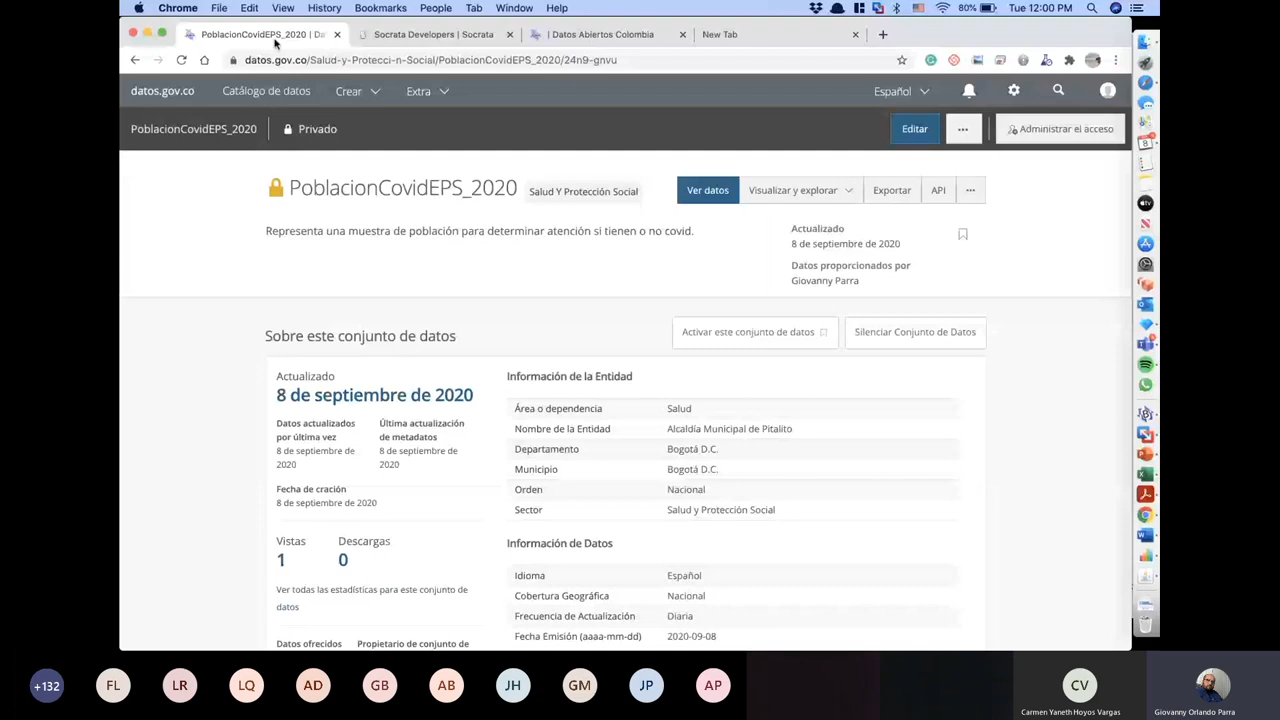 Chrome File Edit View History Bookmarks People Tab Window Help 80% Tue 12:00 PM
PoblacionCovidEPS_2020 | Da Socrata Developers | Socrata | Datos Abiertos Colombia New Tab
datos.gov.co/Salud-y-Protecci-n-Social/PoblacionCovidEPS_2020/24n9-gnvu
datos.gov.co Catálogo de datos Crear Extra Español
PoblacionCovidEPS_2020 Privado Editar ... Administrar el acceso
PoblacionCovidEPS_2020 Salud Y Protección Social Ver datos Visualizar y explorar Exportar API ...
Representa una muestra de población para determinar atención si tienen o no covid.
Actualizado
8 de septiembre de 2020
Datos proporcionados por
Giovanny Parra
Sobre este conjunto de datos Activar este conjunto de datos Silenciar Conjunto de Datos
Actualizado
8 de septiembre de 2020
Datos actualizados
por última vez
8 de septiembre de
2020
Última actualización
de metadatos
8 de septiembre de
2020
Fecha de cración
8 de septiembre de 2020
Vistas
1
Descargas
0
Ver todas las estadísticas para este conjunto de
datos
Datos ofrecidos Propietario de conjunto de
Información de la Entidad
Área o dependencia Salud
Nombre de la Entidad Alcaldía Municipal de Pitalito
Departamento Bogotá D.C.
Municipio Bogotá D.C.
Orden Nacional
Sector Salud y Protección Social
Información de Datos
Idioma Español
Cobertura Geográfica Nacional
Frecuencia de Actualización Diaria
Fecha Emisión (aaaa-mm-dd) 2020-09-08
+132 FL LR LQ AD GB AB JH GM JP AP CV
Carmen Yaneth Hoyos Vargas Giovanny Orlando Parra